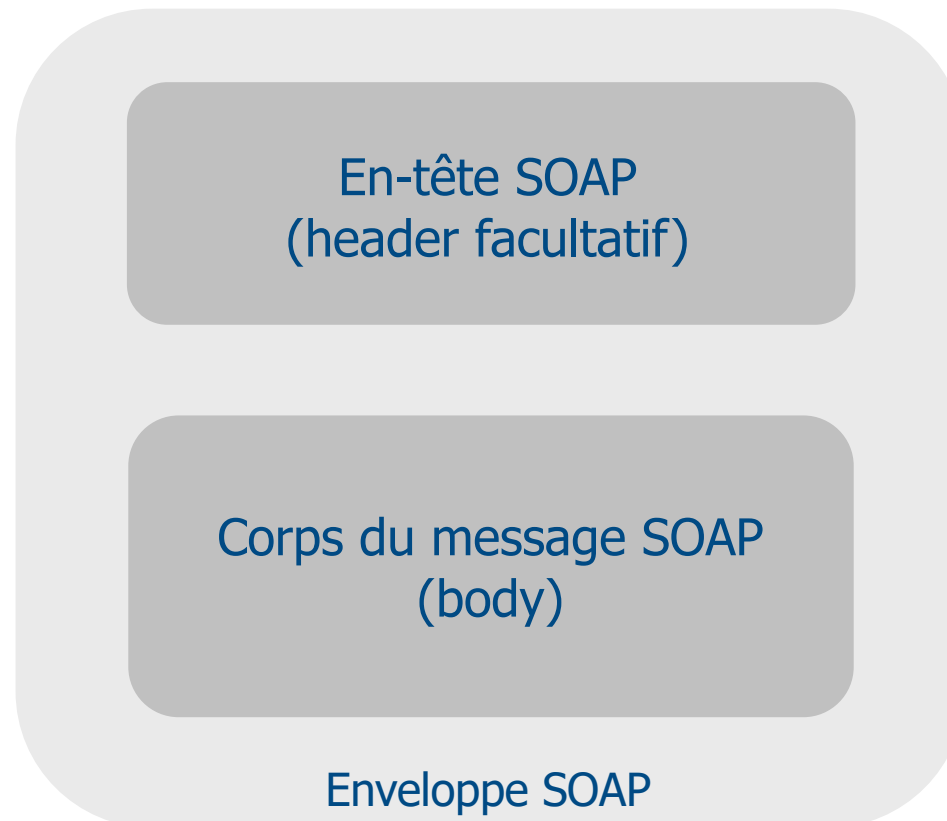 En-tête SOAP
(header facultatif)
Corps du message SOAP
(body)
Enveloppe SOAP